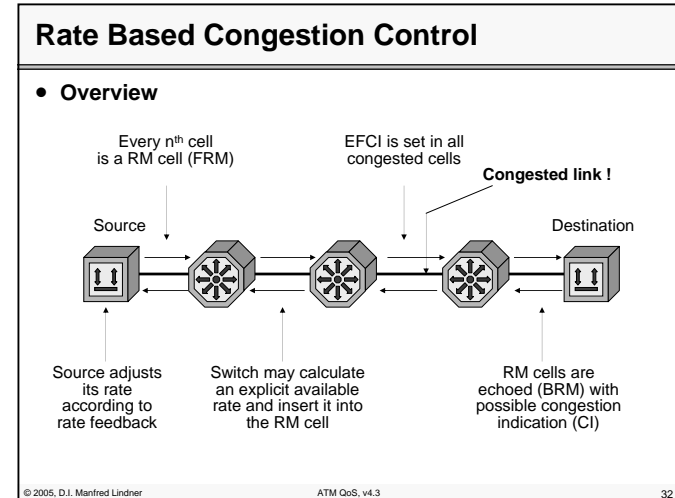 Rate Based Congestion Control
• Overview
Every nth cell
is a RM cell (FRM)
EFCI is set in all
congested cells
Congested link !
Source
Destination
Source adjusts
its rate
according to
rate feedback
Switch may calculate
an explicit available
rate and insert it into
the RM cell
RM cells are
echoed (BRM) with
possible congestion
indication (CI)
© 2005, D.I. Manfred Lindner
ATM QoS, v4.3
32